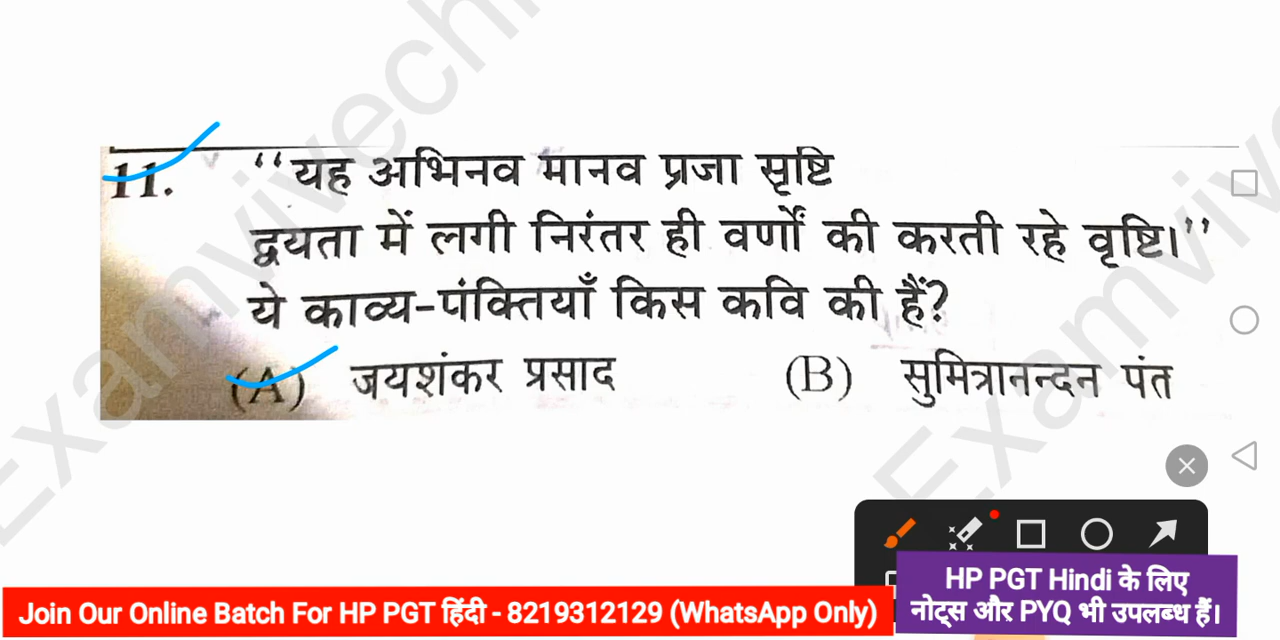 Examvivechna
11. “यह अभिनव मानव प्रजा सृष्टि
द्वयता में लगी निरंतर ही वर्णों की करती रहे वृष्टि।”
ये काव्य-पंक्तियाँ किस कवि की हैं?
(A) जयशंकर प्रसाद (B) सुमित्रानन्दन पंत
HP PGT Hindi के लिए
नोट्स और PYQ भी उपलब्ध हैं।
Join Our Online Batch For HP PGT हिंदी - 8219312129 (WhatsApp Only)